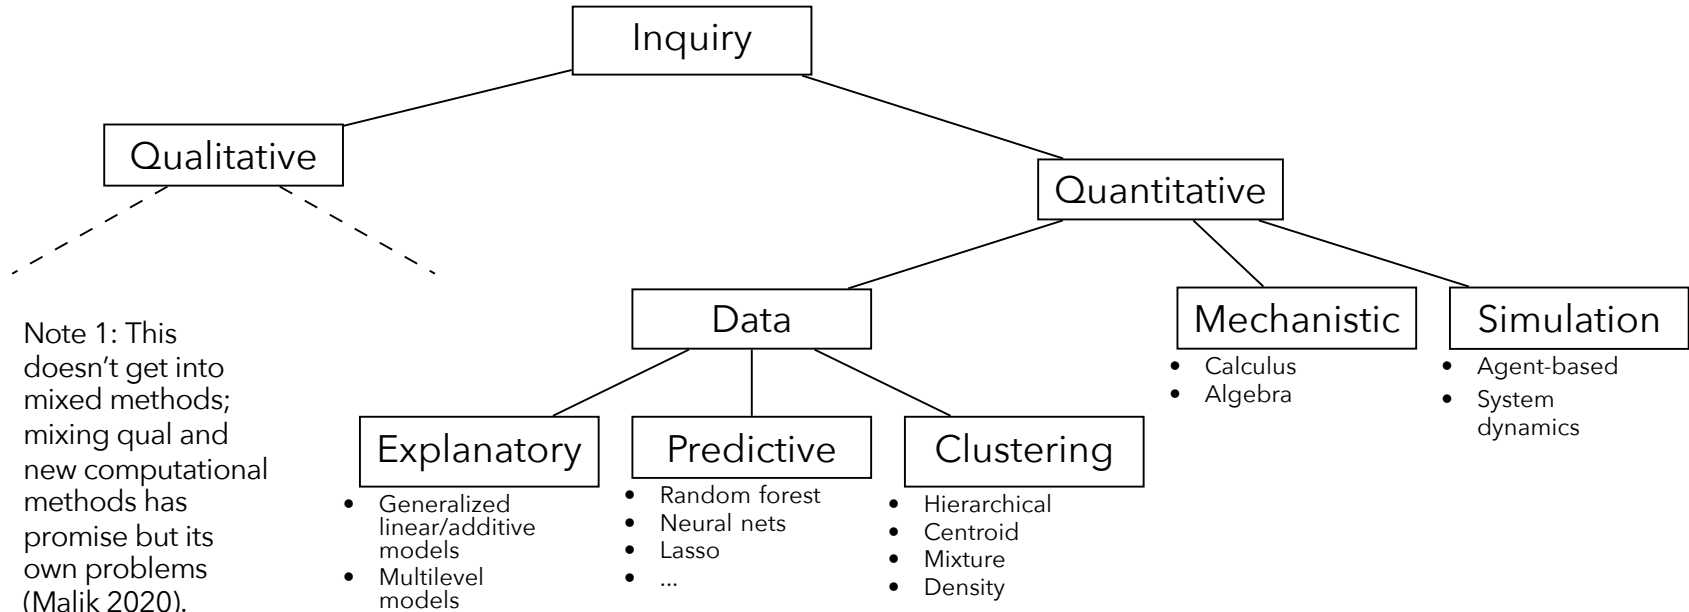 Inquiry
Qualitative
Quantitative
Data
Mechanistic
Simulation
• Calculus
• Algebra
• Agent-based
• System
dynamics
Note 1: This
doesn't get into
mixed methods;
mixing qual and
new computational
methods has
promise but its
own problems
(Malik 2020).
Explanatory
Predictive
Clustering
• Generalized
linear/additive
models
• Multilevel
models
• Random forest
• Neural nets
• Lasso
• ...
• Hierarchical
• Centroid
• Mixture
• Density